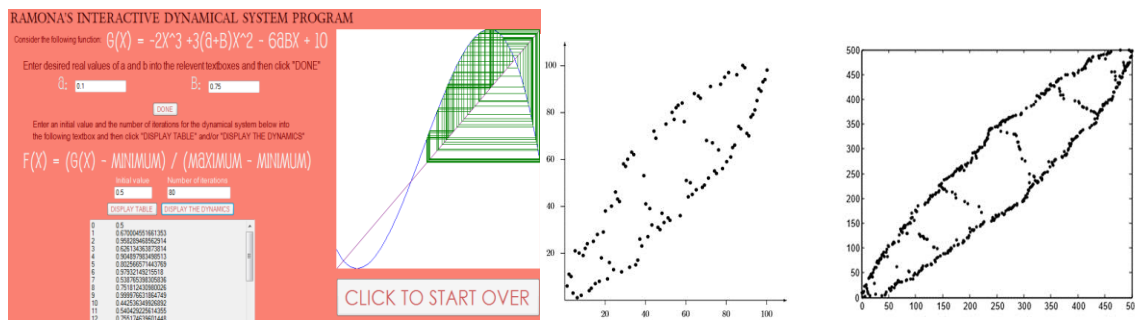 RAMONA'S INTERACTIVE DYNAMICAL SYSTEM PROGRAM
Consider the following function: G(X) = -2X^3 +3(a+B)X^2 - 6aBX + 10
Enter desired real values of a and b into the relevent textboxes and then click "DONE"
a: 0.1 B: 0.75
DONE
Enter an initial value and the number of iterations for the dynamical system below into
the following textbox and then click "DISPLAY TABLE" and/or "DISPLAY THE DYNAMICS"
F(X) = (G(X) - MINIMUM) / (MAXIMUM - MINIMUM)
Initial value Number of iterations
0.5 80
DISPLAY TABLE DISPLAY THE DYNAMICS
0 0.5
1 0.670004551661353
2 0.958289468562914
3 0.626134363873814
4 0.904897983498513
5 0.802566571443769
6 0.97932149215518
7 0.538765398305036
8 0.751812430980026
9 0.999976631864749
10 0.442536349926892
11 0.540429225614355
12
CLICK TO START OVER
100
80
60
40
20
20 40 60 80 100
500
450
400
350
300
250
200
150
100
50
0
0 50 100 150 200 250 300 350 400 450 500